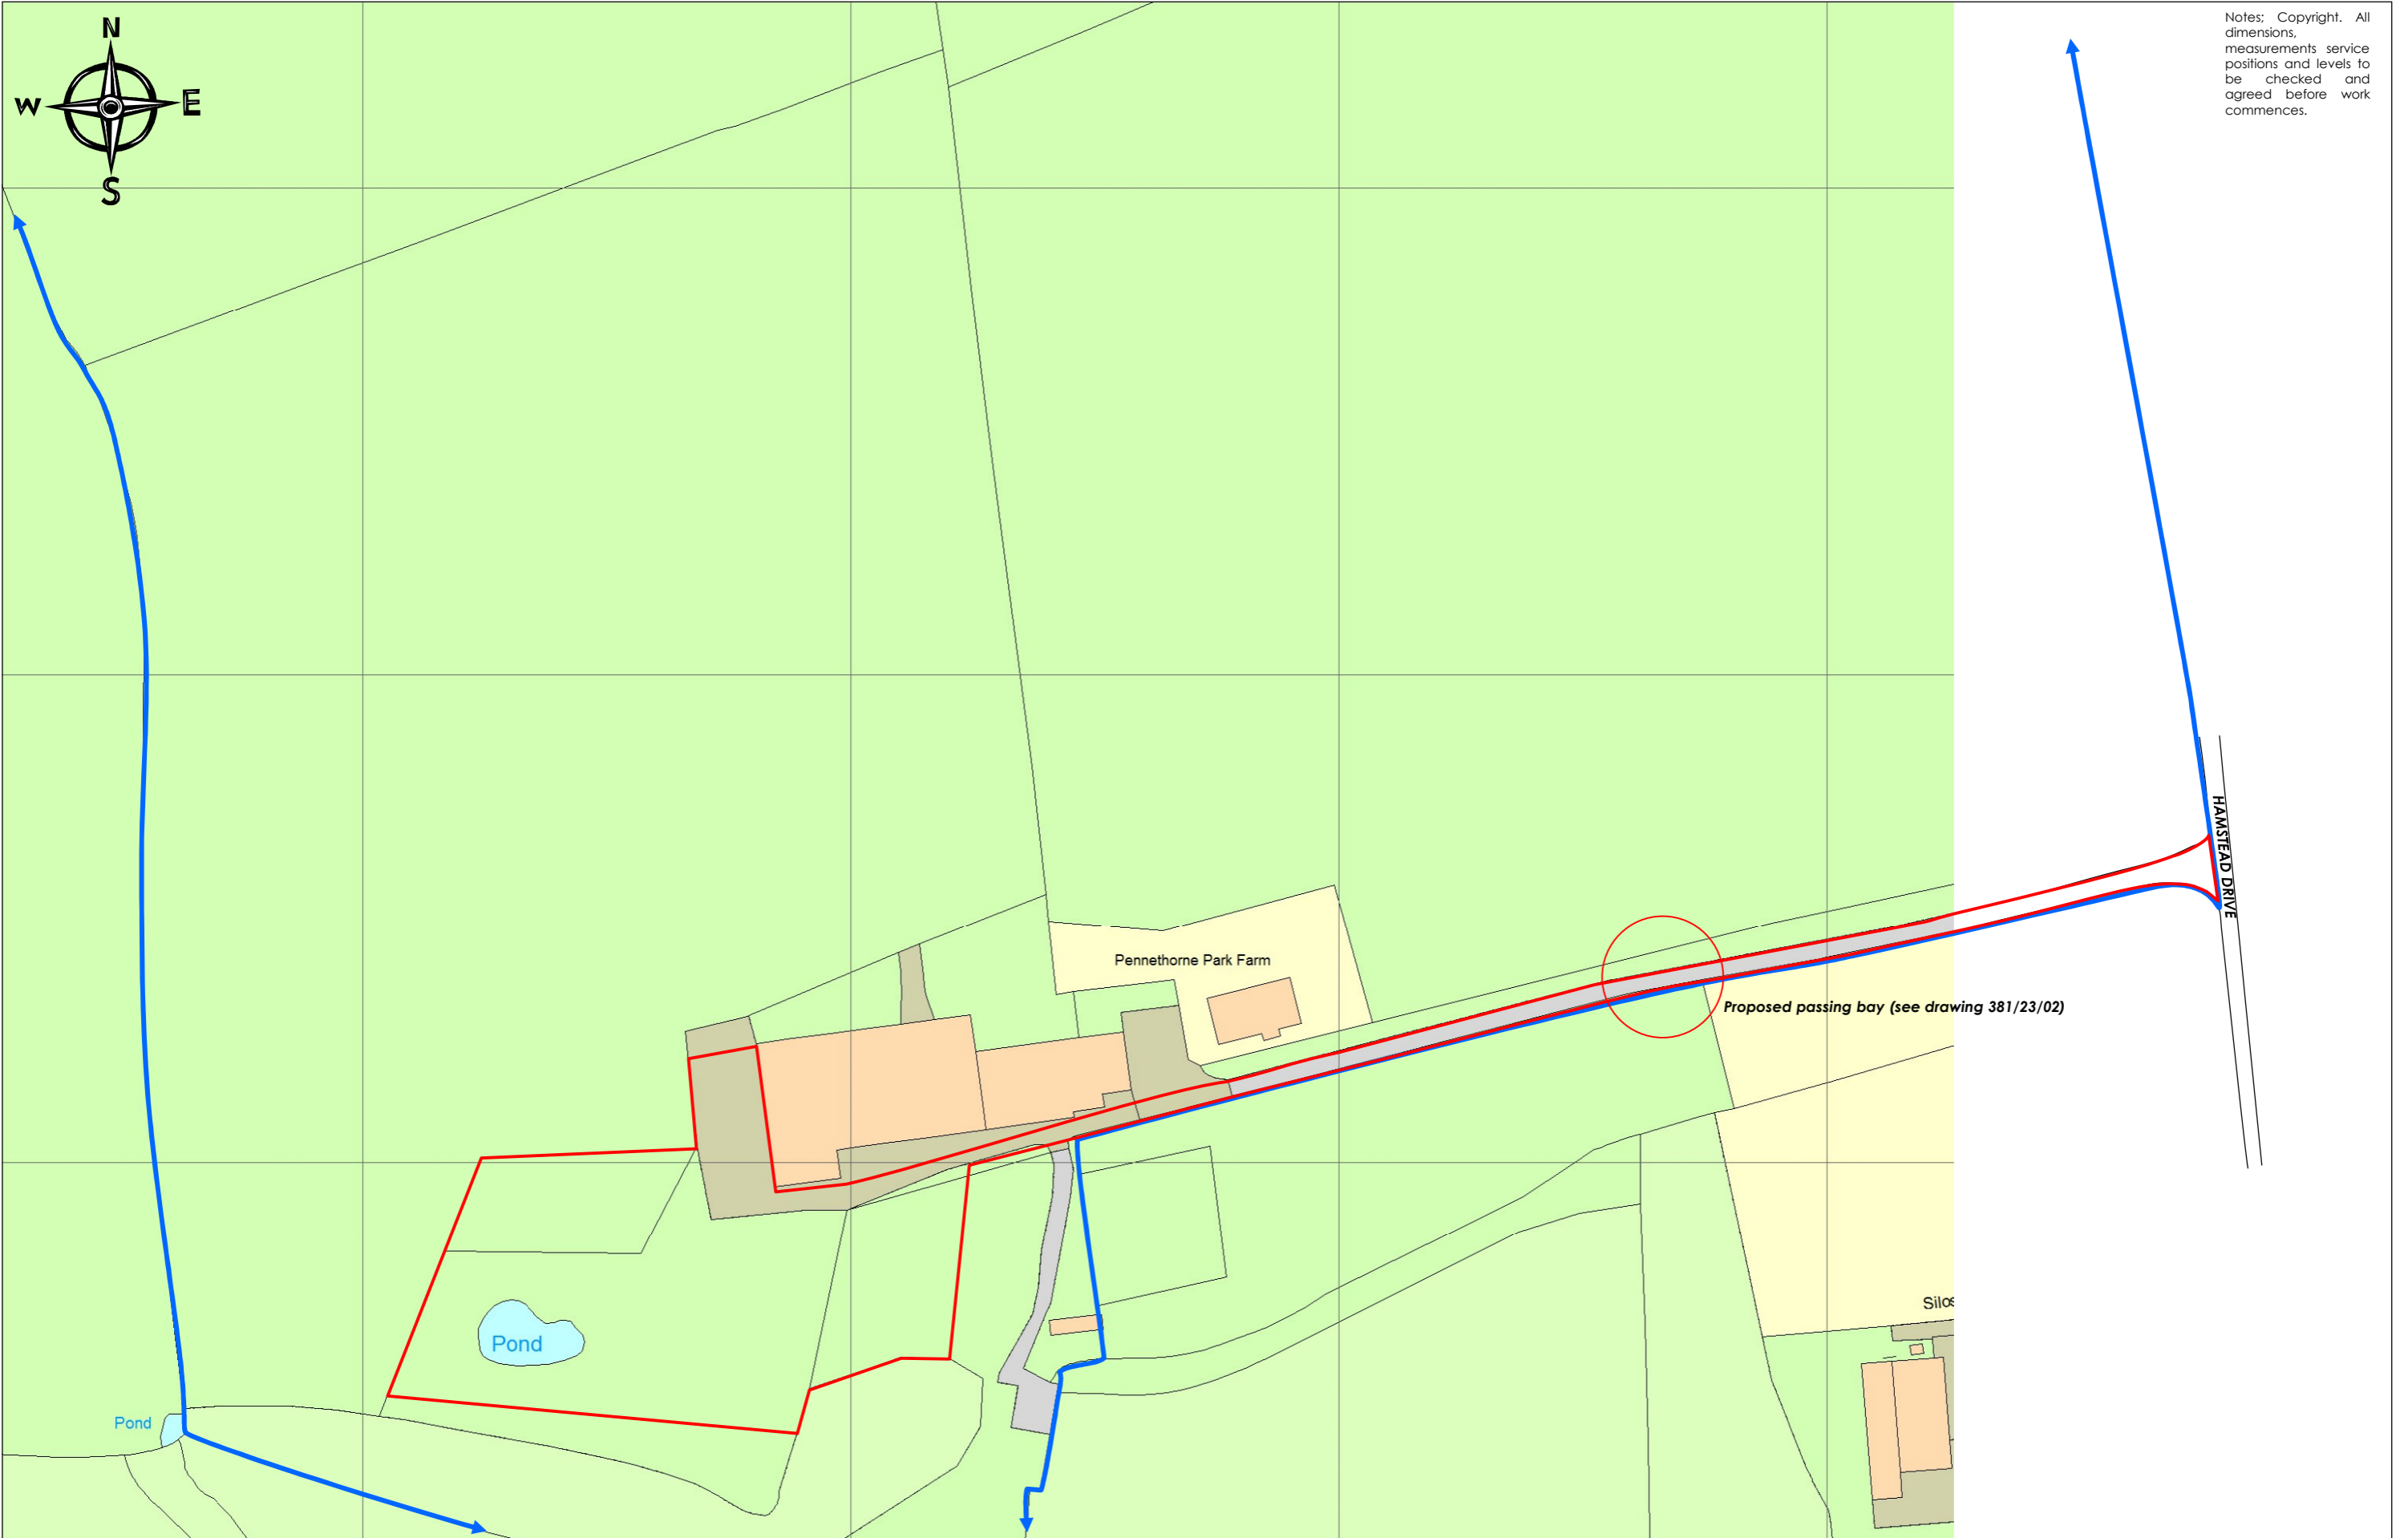 N
W
E
S
Notes; Copyright. All
dimensions,
measurements service
positions and levels to
be checked and
agreed before work
commences.
HAMSTEAD DRIVE
Pennethorne Park Farm
Proposed passing bay (see drawing 381/23/02)
Silos
Pond
Pond